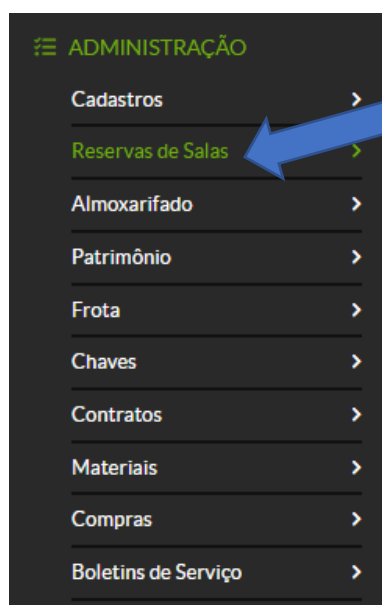 ADMINISTRAÇÃO
Cadastros
Reservas de Salas
Almoxarifado
Patrimônio
Frota
Chaves
Contratos
Materiais
Compras
Boletins de Serviço